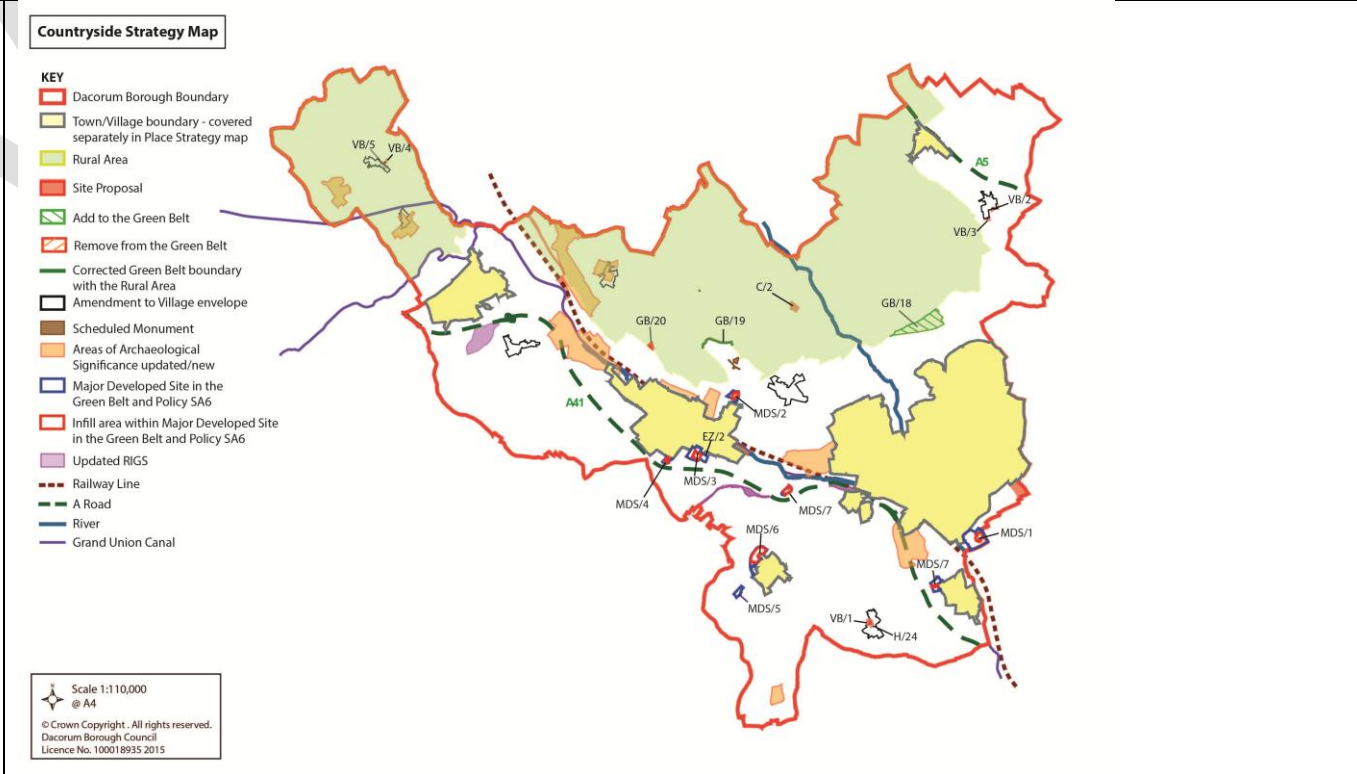 Countryside Strategy Map
KEY
Dacorum Borough Boundary
Town/Village boundary - covered
separately in Place Strategy map
Rural Area
Site Proposal
Add to the Green Belt
Remove from the Green Belt
Corrected Green Belt boundary
with the Rural Area
Amendment to Village envelope
Scheduled Monument
Areas of Archaeological
Significance updated/new
Major Developed Site in the
Green Belt and Policy SA6
Infill area within Major Developed Site
in the Green Belt and Policy SA6
Updated RIGS
Railway Line
A Road
River
Grand Union Canal
VB/5
VB/4
A5
VB/2
VB/3
C/2
GB/18
GB/20
GB/19
A41
MDS/2
EZ/2
MDS/3
MDS/4
MDS/7
MDS/6
MDS/1
MDS/7
MDS/5
VB/1
H/24
N
Scale 1:110,000
@ A4
© Crown Copyright . All rights reserved.
Dacorum Borough Council
Licence No. 100018935 2015